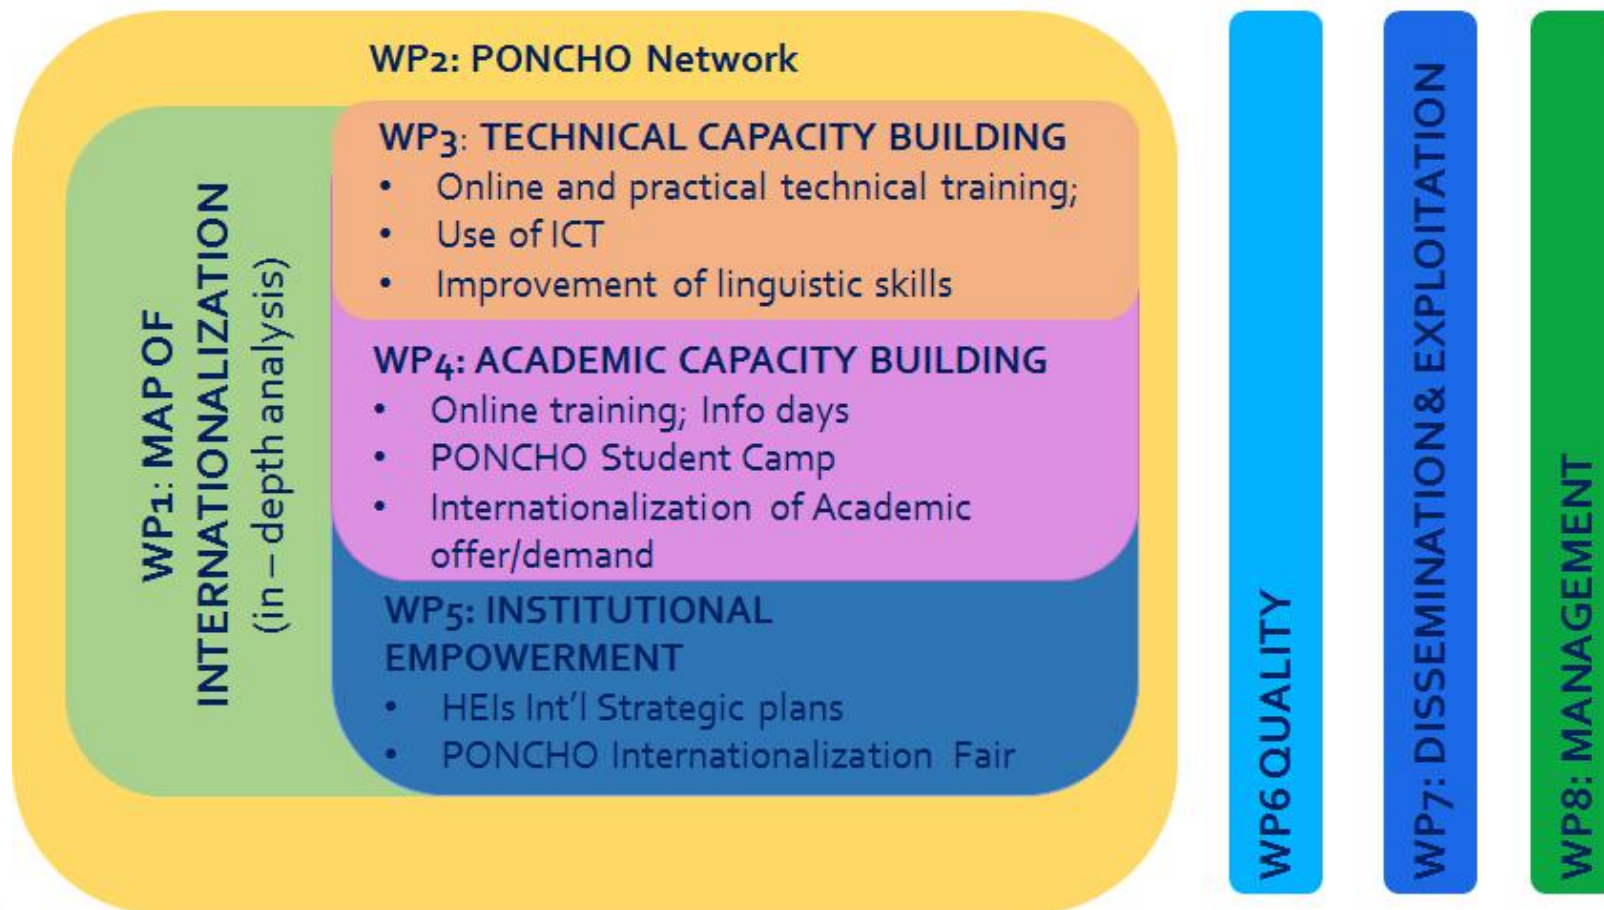 WP2: PONCHO Network
WP1: MAP OF
INTERNATIONALIZATION
(in – depth analysis)
WP3: TECHNICAL CAPACITY BUILDING
• Online and practical technical training;
• Use of ICT
• Improvement of linguistic skills
WP4: ACADEMIC CAPACITY BUILDING
• Online training; Info days
• PONCHO Student Camp
• Internationalization of Academic
offer/demand
WP5: INSTITUTIONAL
EMPOWERMENT
• HEIs Int’l Strategic plans
• PONCHO Internationalization Fair
WP6 QUALITY
WP7: DISSEMINATION & EXPLOITATION
WP8: MANAGEMENT